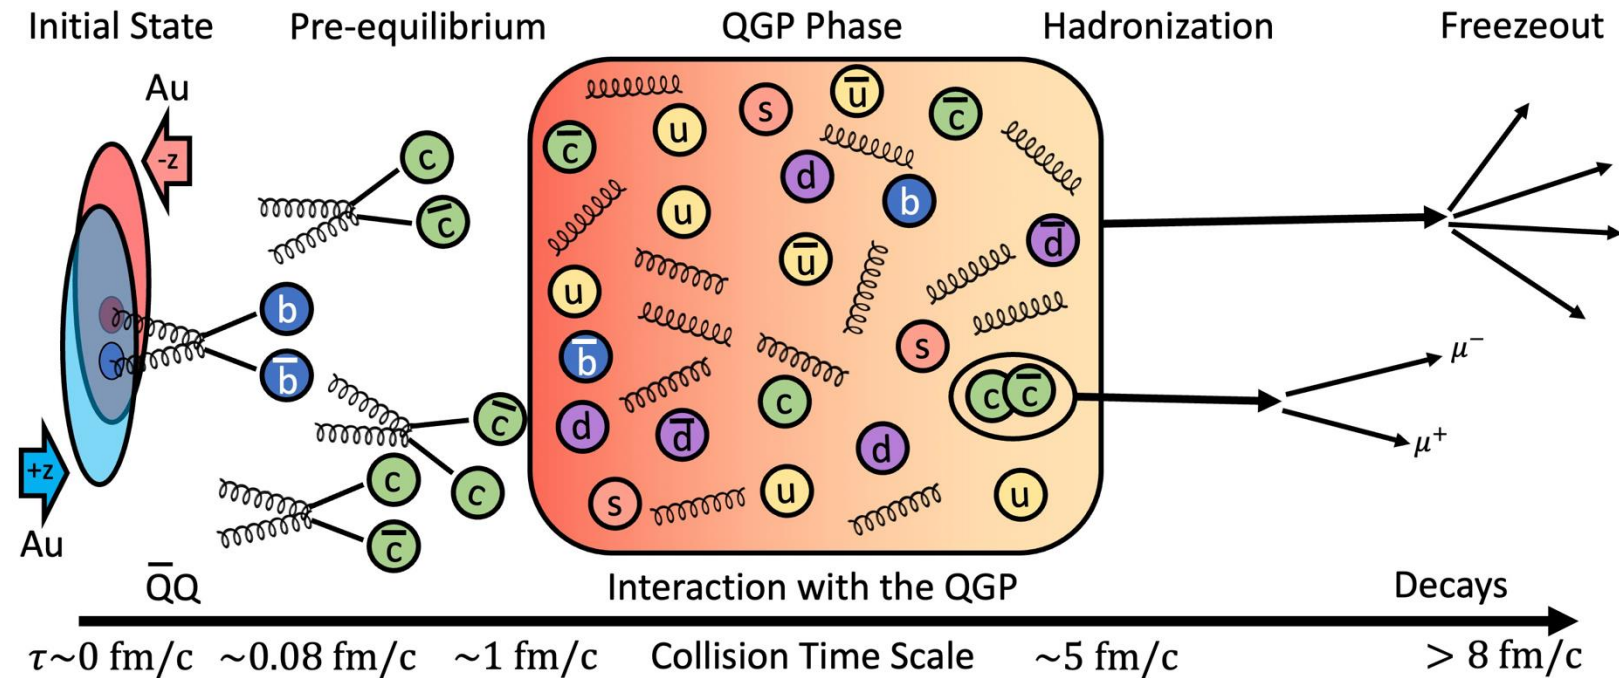 Initial State Pre-equilibrium QGP Phase Hadronization Freezeout
Au
-z
c
c̅
b
b̅
c̅
c
c
c̅
+z
Au
s
u̅
c̅
c̅
u
d
b
u
d̅
u̅
u
b̅
s
c
c̅
c
d
d̅
d
s
u
u
μ⁻
μ⁺
Q̅Q Interaction with the QGP Decays
τ~0 fm/c ~0.08 fm/c ~1 fm/c Collision Time Scale ~5 fm/c > 8 fm/c